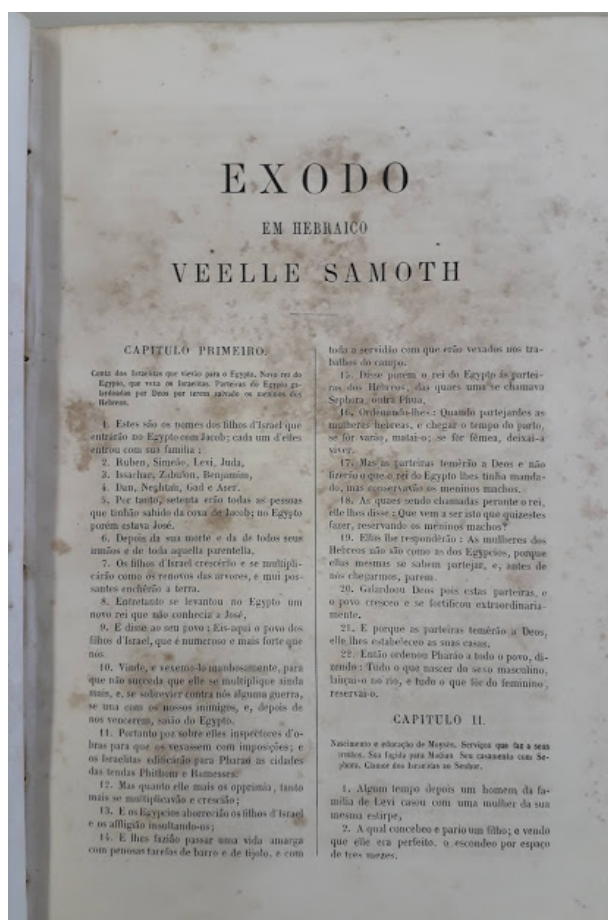 EXODO
EM HEBRAICO
VEELLE SAMOTH
CAPITULO PRIMEIRO.
Conta dos Israelitas que vierão para o Egypto. Novo rei do
Egypto, que vexa os Israelitas. Parteiras do Egypto ga-
lardoadas por Deos por terem salvado os meninos dos
Hebreos.
1. Estes são os nomes dos filhos d'Israel que
entrárão no Egypto com Jacob; cada um d'elles
entrou com sua familia :
2. Ruben, Simeão, Levi, Juda,
3. Issachar, Zabulon, Benjamim,
4. Dan, Nephtali, Gad e Aser.
5. Por tanto, setenta erão todas as pessoas
que tinhão sahido da coxa de Jacob; no Egypto
porém estava José.
6. Depois da sua morte e da de todos seus
irmãos e de toda aquella parentella,
7. Os filhos d'Israel crescêrão e se multipli-
cárão como os renovos das arvores, e mui pos-
santes enchêrão a terra.
8. Entretanto se levantou no Egypto um
novo rei que não conhecia a José,
9. E disse ao seu povo : Eis-aqui o povo dos
filhos d'Israel, que é numeroso e mais forte que
nós.
10. Vinde, e vexemo-lo manhosamente, para
que não succeda que elle se multiplique ainda
mais, e, se sobrevier contra nós alguma guerra,
se una com os nossos inimigos, e, depois de
nos vencerem, saião do Egypto.
11. Portanto poz sobre elles inspectores d'o-
bras para que os vexassem com imposições; e
os Israelitas edificárão para Pharaó as cidades
das tendas Phithom e Ramesses.
12. Mas quanto elle mais os opprimia, tanto
mais se multiplicavão e crescião;
13. E os Egypcios aborrecião os filhos d'Israel
e os affligião insultando-os;
14. E lhes fazião passar uma vida amarga
com penosas tarefas de barro e de tijolo, e com
toda a servidão com que erão vexados nos tra-
balhos do campo.
15. Disse porem o rei do Egypto ás partei-
ras dos Hebreos, das quaes uma se chamava
Sephora, outra Phua,
16. Ordenando-lhes : Quando partejardes as
mulheres hebreas, e chegar o tempo do parto,
se fôr varão, matai-o; se fôr fêmea, deixai-a
viver.
17. Mas as parteiras temêrão a Deos e não
fizerão o que o rei do Egypto lhes tinha manda-
do, mas conservavão os meninos machos.
18. As quaes sendo chamadas perante o rei,
elle lhes disse : Que vem a ser isto que quizestes
fazer, reservando os meninos machos?
19. Ellas lhe respondêrão : As mulheres dos
Hebreos não são como as dos Egypcios, porque
ellas mesmas se sabem partejar, e, antes de
nós chegarmos, parem.
20. Galardoou Deos pois estas parteiras, e
o povo cresceo e se fortificou extraordinaria-
mente.
21. E porque as parteiras temêrão a Deos,
elle lhes estabeleceo as suas casas.
22. Então ordenou Pharáo a todo o povo, di-
zendo : Tudo o que nascer do sexo masculino,
lançai-o no rio, e tudo o que fôr do feminino,
reservai-o.
CAPITULO II.
Nascimento e educação de Moysés. Serviços que faz a seus
irmãos. Sua fugida para Madian. Seu casamento com Se-
phora. Clamor dos Israelitas ao Senhor.
1. Algum tempo depois um homem da fa-
milia de Levi casou com uma mulher da sua
mesma estirpe,
2. A qual concebeo e pario um filho; e vendo
que elle era perfeito, o escondeo por espaço
de tres mezes.